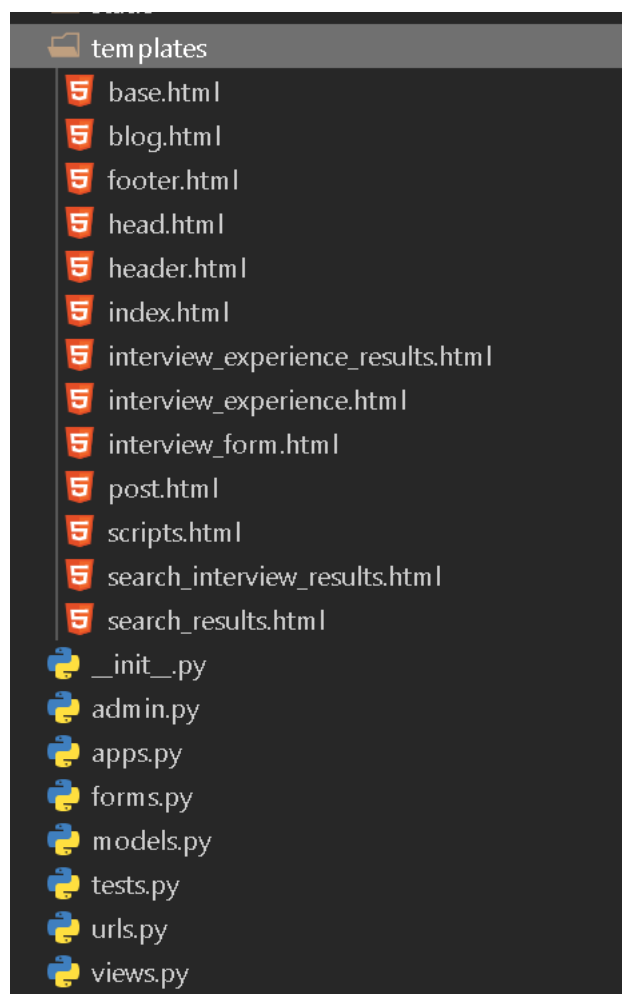 templates
base.html
blog.html
footer.html
head.html
header.html
index.html
interview_experience_results.html
interview_experience.html
interview_form.html
post.html
scripts.html
search_interview_results.html
search_results.html
__init__.py
admin.py
apps.py
forms.py
models.py
tests.py
urls.py
views.py